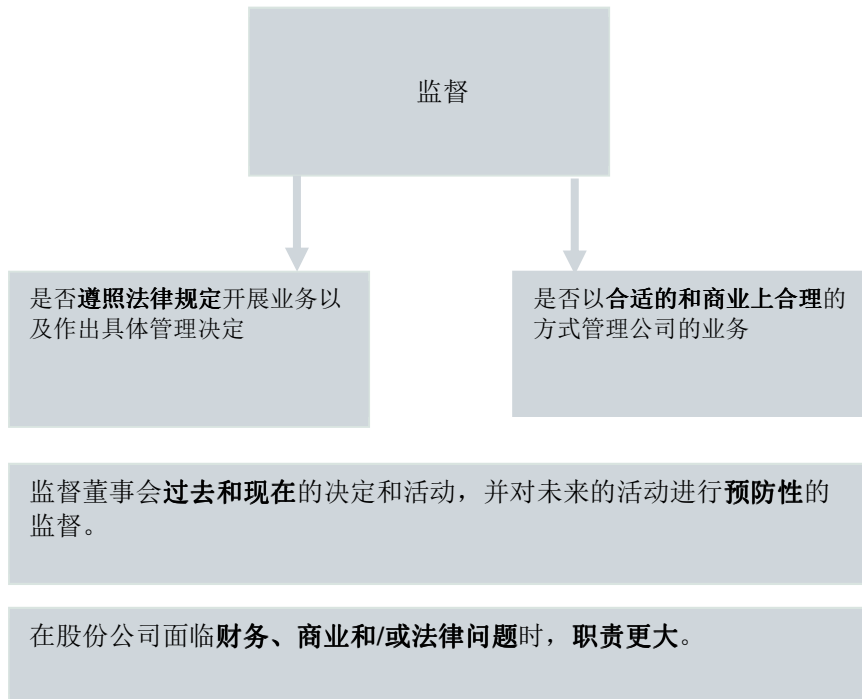 监督
是否遵照法律规定开展业务以
及作出具体管理决定
是否以合适的和商业上合理的
方式管理公司的业务
监督董事会过去和现在的决定和活动，并对未来的活动进行预防性的
监督。
在股份公司面临财务、商业和/或法律问题时，职责更大。